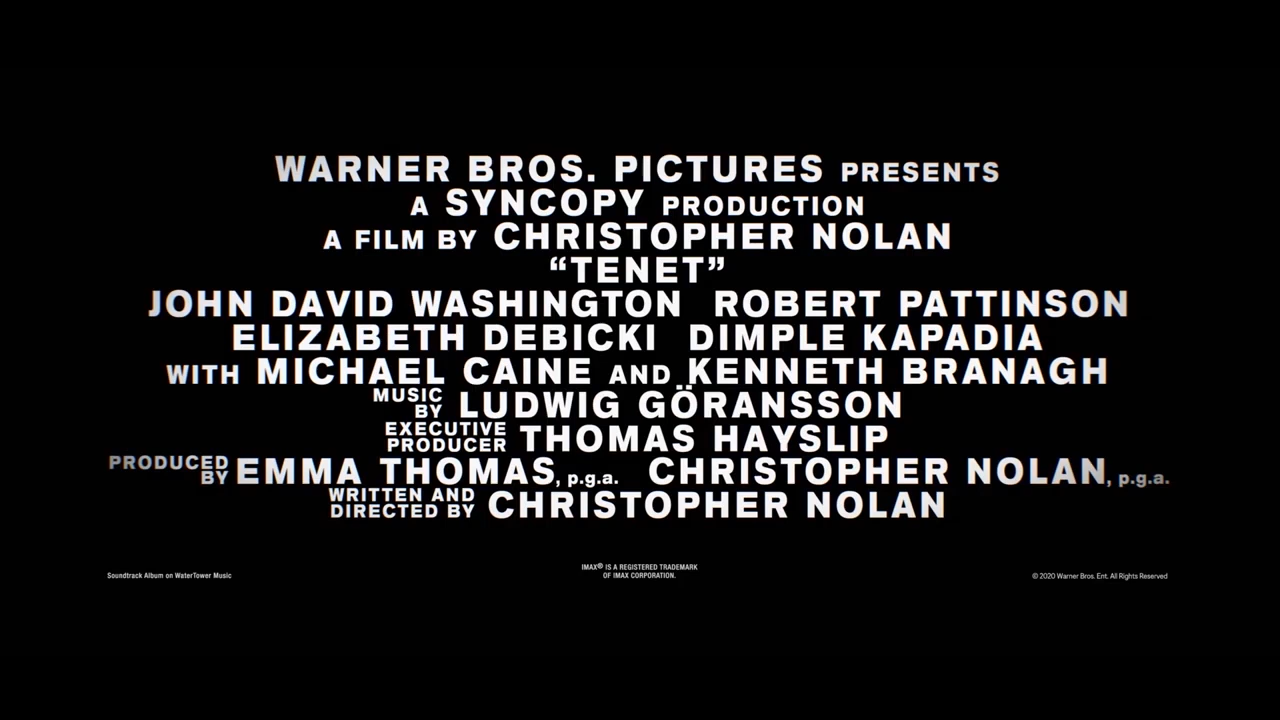 WARNER BROS. PICTURES PRESENTS
A SYNCOPY PRODUCTION
A FILM BY CHRISTOPHER NOLAN
“TENET”
JOHN DAVID WASHINGTON ROBERT PATTINSON
ELIZABETH DEBICKI DIMPLE KAPADIA
WITH MICHAEL CAINE AND KENNETH BRANAGH
MUSIC BY LUDWIG GÖRANSSON
EXECUTIVE PRODUCER THOMAS HAYSLIP
PRODUCED BY EMMA THOMAS, p.g.a. CHRISTOPHER NOLAN, p.g.a.
WRITTEN AND DIRECTED BY CHRISTOPHER NOLAN
Soundtrack Album on WaterTower Music
IMAX® IS A REGISTERED TRADEMARK
OF IMAX CORPORATION.
© 2020 Warner Bros. Ent. All Rights Reserved